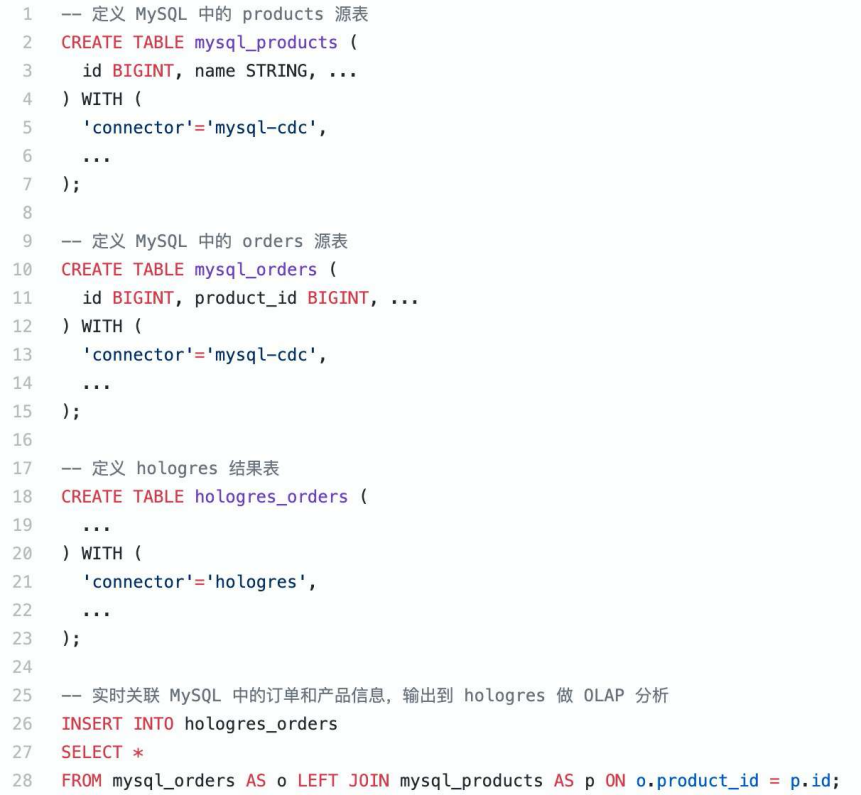 1 -- 定义 MySQL 中的 products 源表
2 CREATE TABLE mysql_products (
3   id BIGINT, name STRING, ...
4 ) WITH (
5   'connector'='mysql-cdc',
6   ...
7 );
8
9 -- 定义 MySQL 中的 orders 源表
10 CREATE TABLE mysql_orders (
11   id BIGINT, product_id BIGINT, ...
12 ) WITH (
13   'connector'='mysql-cdc',
14   ...
15 );
16
17 -- 定义 hologres 结果表
18 CREATE TABLE hologres_orders (
19   ...
20 ) WITH (
21   'connector'='hologres',
22   ...
23 );
24
25 -- 实时关联 MySQL 中的订单和产品信息，输出到 hologres 做 OLAP 分析
26 INSERT INTO hologres_orders
27 SELECT *
28 FROM mysql_orders AS o LEFT JOIN mysql_products AS p ON o.product_id = p.id;